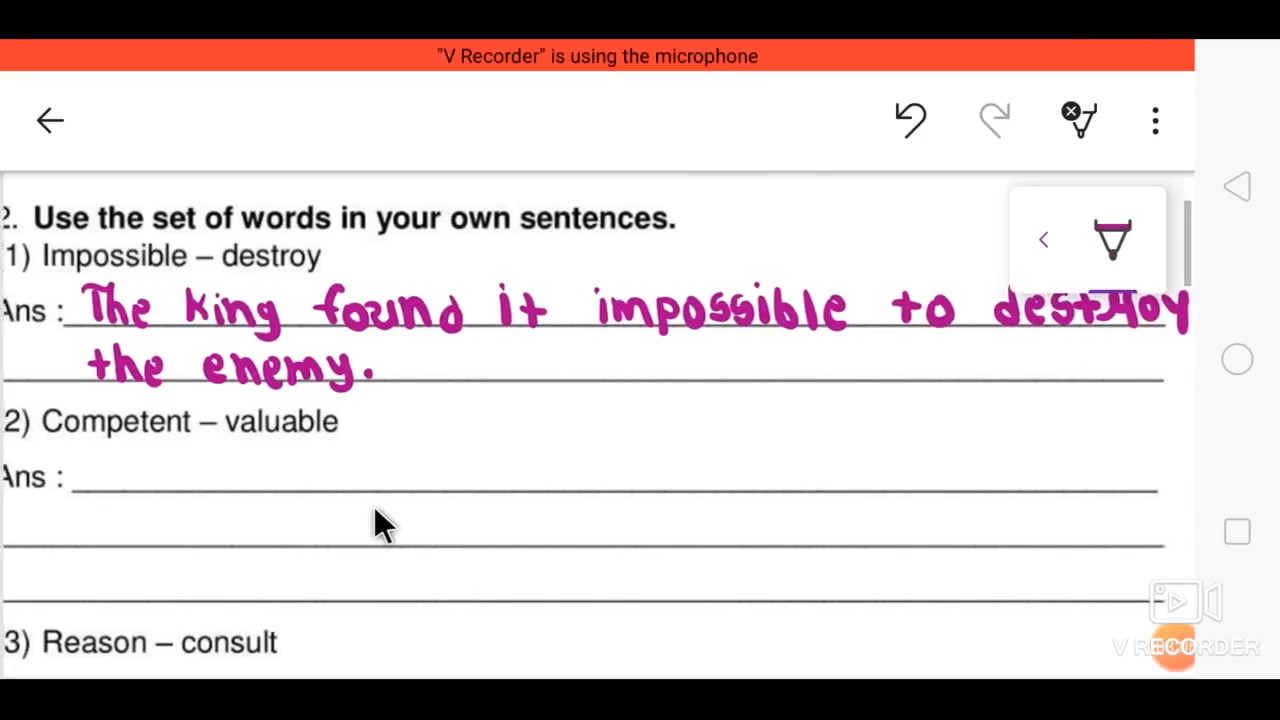 "V Recorder" is using the microphone
2. Use the set of words in your own sentences.
1) Impossible – destroy
Ans : The king found it impossible to destroy
the enemy.
2) Competent – valuable
Ans :
3) Reason – consult
V RECORDER